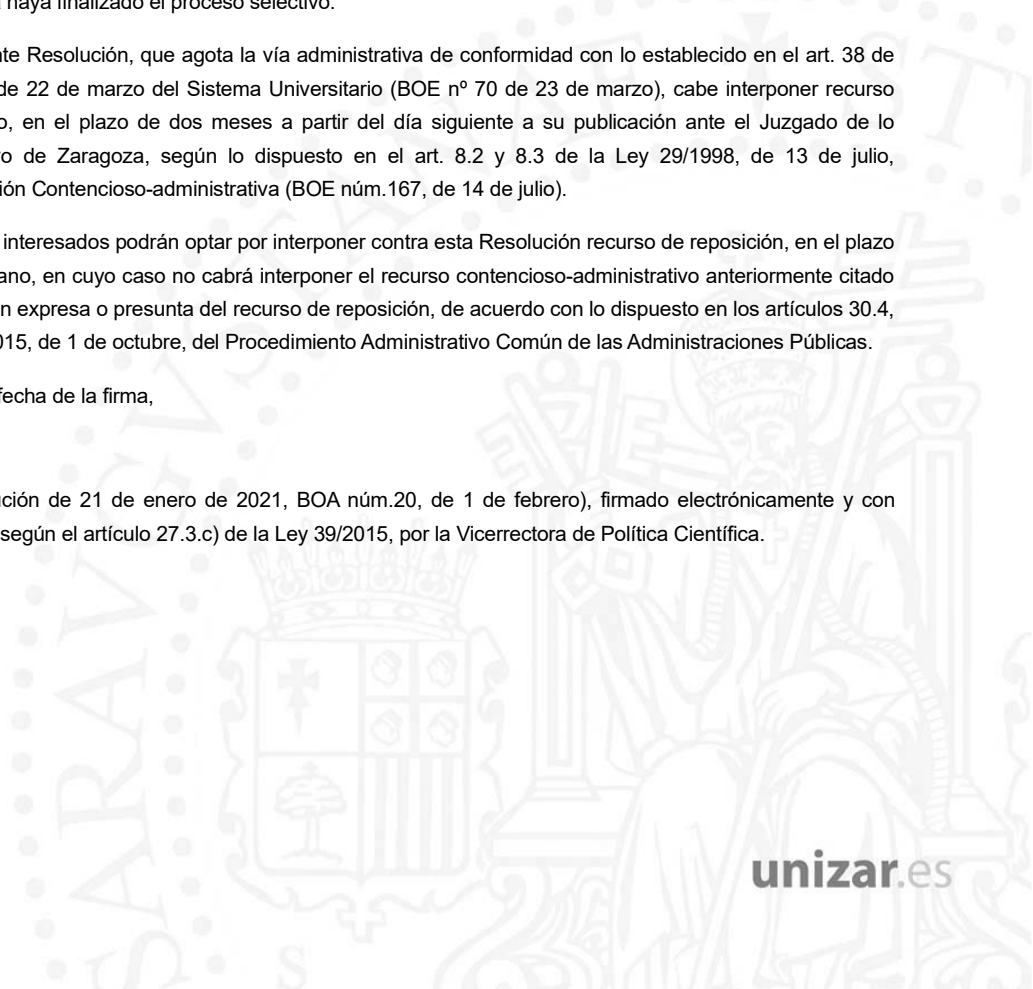 haya finalizado el proceso selectivo.
nte Resolución, que agota la vía administrativa de conformidad con lo establecido en el art. 38 de
de 22 de marzo del Sistema Universitario (BOE nº 70 de 23 de marzo), cabe interponer recurso
o, en el plazo de dos meses a partir del día siguiente a su publicación ante el Juzgado de lo
vo de Zaragoza, según lo dispuesto en el art. 8.2 y 8.3 de la Ley 29/1998, de 13 de julio,
ión Contencioso-administrativa (BOE núm.167, de 14 de julio).
interesados podrán optar por interponer contra esta Resolución recurso de reposición, en el plazo
ano, en cuyo caso no cabrá interponer el recurso contencioso-administrativo anteriormente citado
n expresa o presunta del recurso de reposición, de acuerdo con lo dispuesto en los artículos 30.4,
015, de 1 de octubre, del Procedimiento Administrativo Común de las Administraciones Públicas.
fecha de la firma,
ución de 21 de enero de 2021, BOA núm.20, de 1 de febrero), firmado electrónicamente y con
según el artículo 27.3.c) de la Ley 39/2015, por la Vicerrectora de Política Científica.
unizar.es